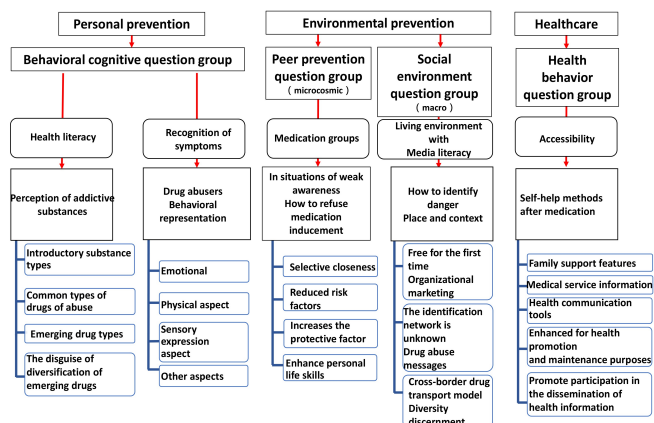 Personal prevention
Environmental prevention
Healthcare
Behavioral cognitive question group
Peer prevention
question group
( microcosmic )
Social
environment
question group
( macro )
Health
behavior
question group
Health literacy
Recognition of
symptoms
Medication groups
Living environment
with
Media literacy
Accessibility
Perception of addictive
substances
Drug abusers
Behavioral
representation
In situations of weak
awareness
How to refuse
medication
inducement
How to identify
danger
Place and context
Self-help methods
after medication
Introductory substance
types
Common types of
drugs of abuse
Emerging drug types
The disguise of
diversification of
emerging drugs
Emotional
Physical aspect
Sensory
expression
aspect
Other aspects
Selective closeness
Reduced risk
factors
Increases the
protective factor
Enhance personal
life skills
Free for the first
time
Organizational
marketing
The identification
network is
unknown
Drug abuse
messages
Cross-border drug
transport model
Diversity
discernment
Family support features
Medical service information
Health communication
tools
Enhanced for health
promotion
and maintenance purposes
Promote participation in
the dissemination of
health information